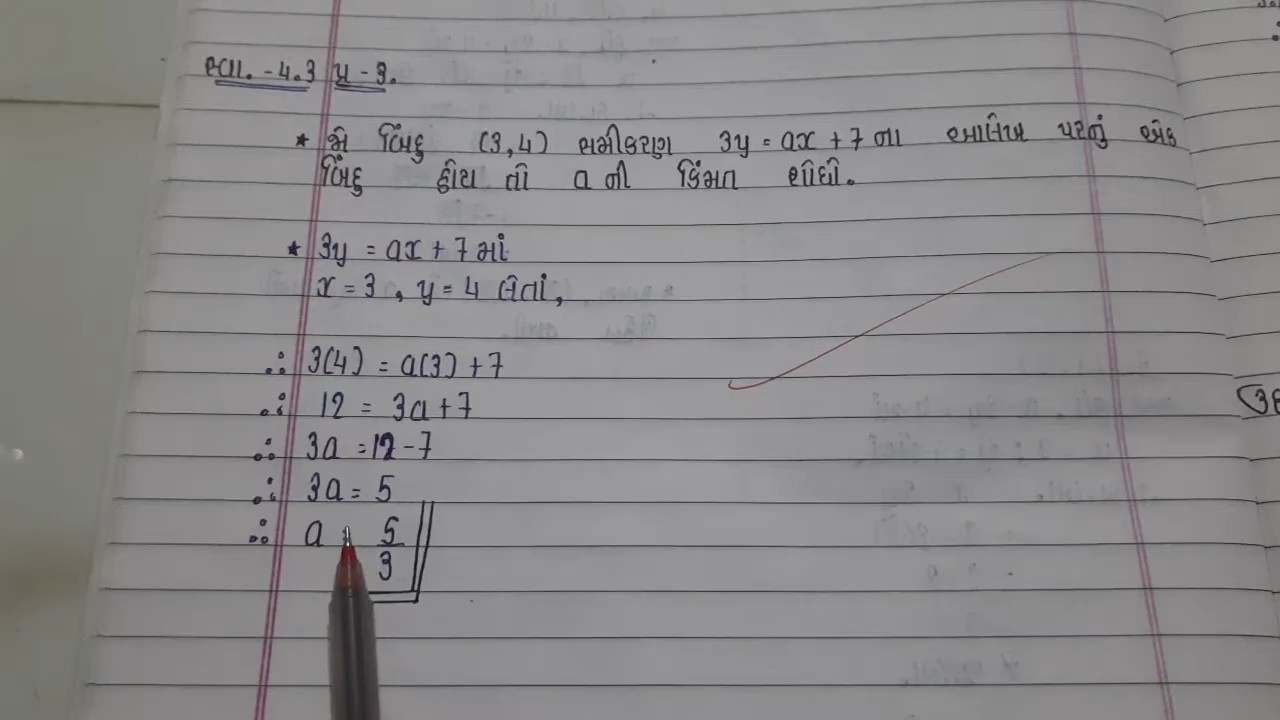 સ્વા. - 4.3 પ્ર - 3.
* જો બિંદુ (3,4) સમીકરણ 3y = ax + 7 ના આલેખ પરનું એક
બિંદુ હોય તો a ની કિંમત શોધો.
* 3y = ax + 7 માં
x = 3 , y = 4 લેતાં,
∴ 3(4) = a(3) + 7
∴ 12 = 3a + 7
∴ 3a = 12 - 7
∴ 3a = 5
∴ a = 5/3